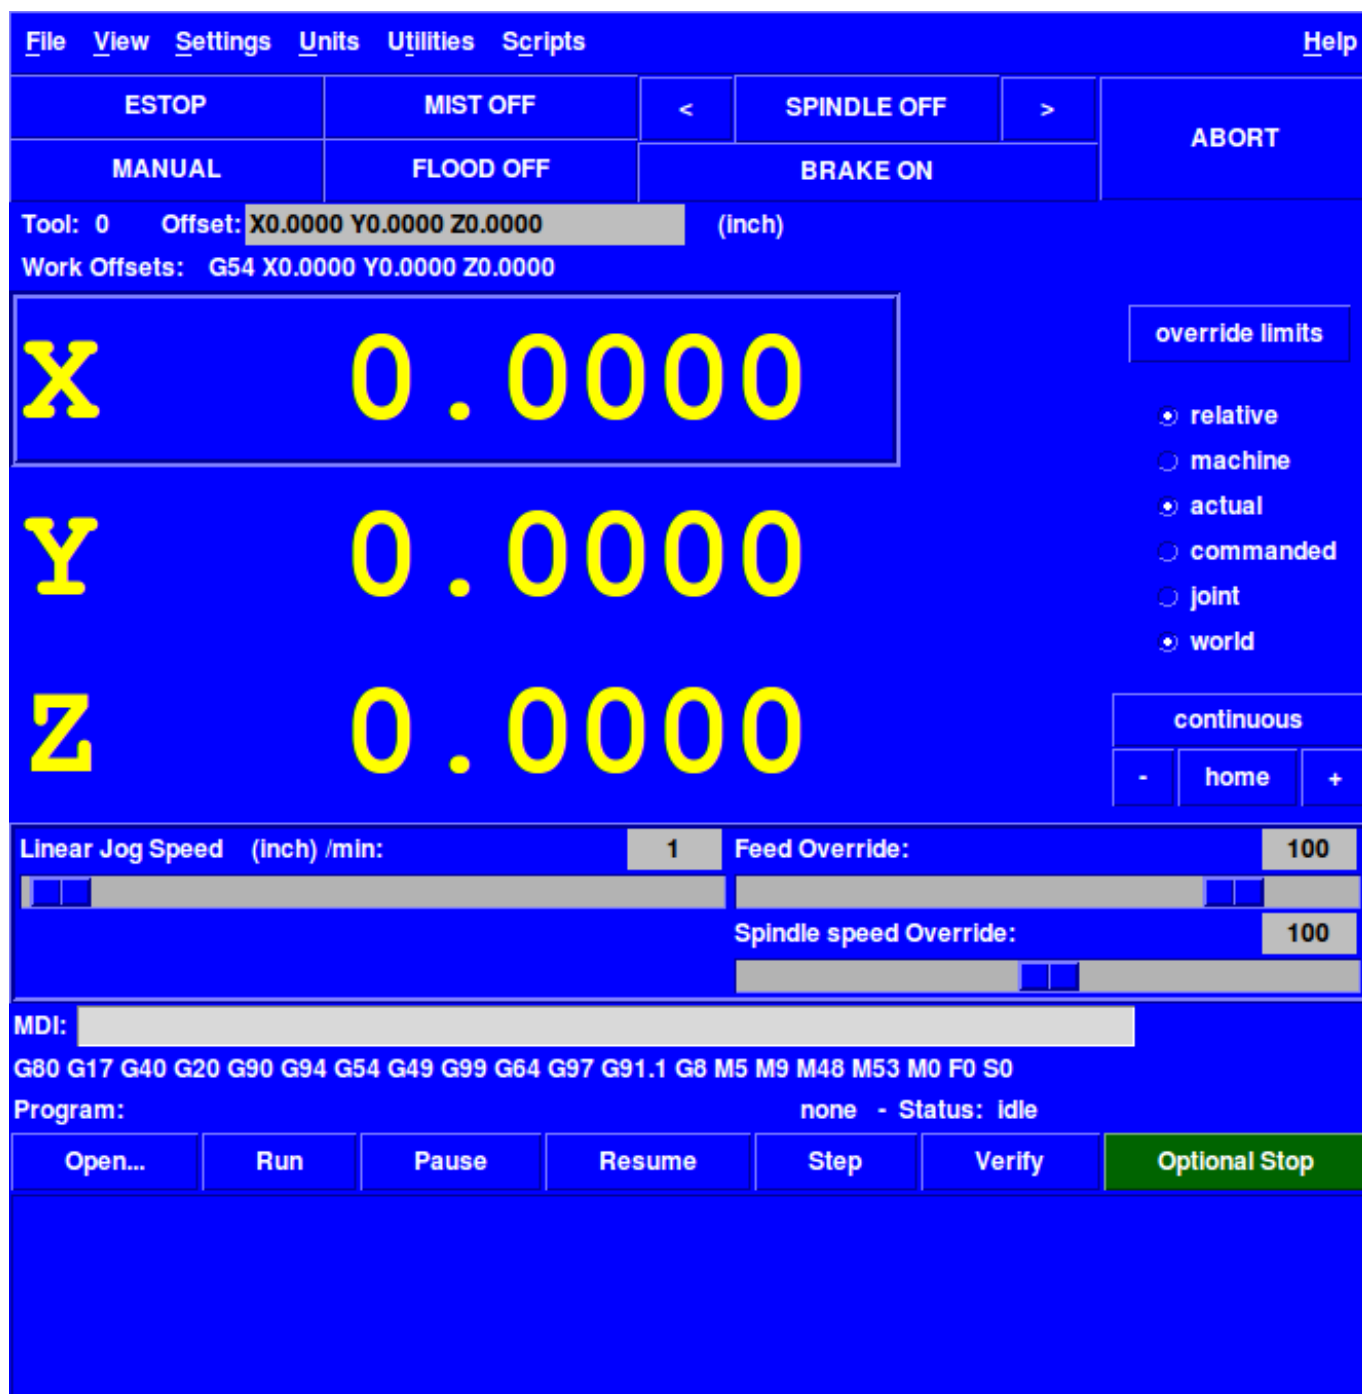 File View Settings Units Utilities Scripts Help
ESTOP MIST OFF < SPINDLE OFF > ABORT
MANUAL FLOOD OFF BRAKE ON
Tool: 0 Offset: X0.0000 Y0.0000 Z0.0000 (inch)
Work Offsets: G54 X0.0000 Y0.0000 Z0.0000
X 0.0000
Y 0.0000
Z 0.0000
override limits
relative
machine
actual
commanded
joint
world
continuous
- home +
Linear Jog Speed (inch) /min: 1 Feed Override: 100
Spindle speed Override: 100
MDI:
G80 G17 G40 G20 G90 G94 G54 G49 G99 G64 G97 G91.1 G8 M5 M9 M48 M53 M0 F0 S0
Program: none - Status: idle
Open... Run Pause Resume Step Verify Optional Stop